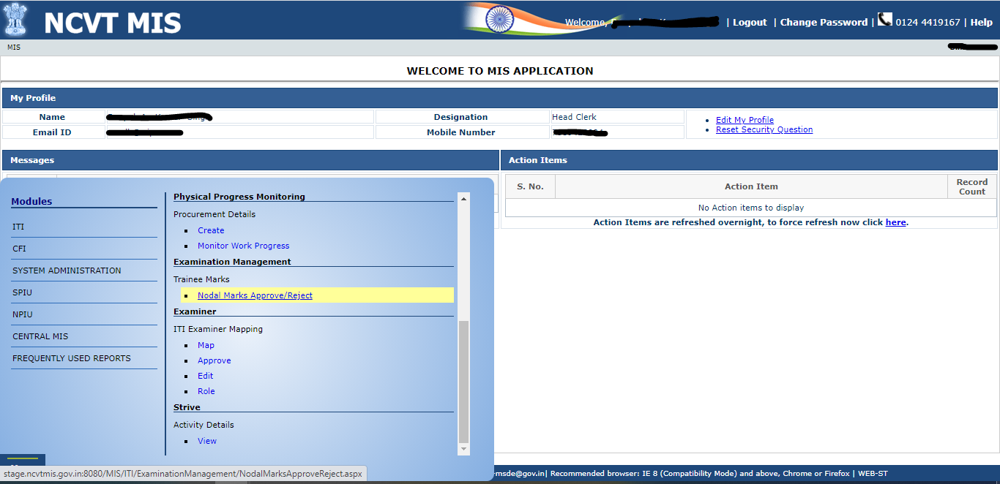 NCVT MIS
Welcome, | Logout | Change Password | 0124 4419167 | Help
MIS
WELCOME TO MIS APPLICATION
My Profile
Name Designation Head Clerk
Email ID Mobile Number
Edit My Profile
Reset Security Question
Messages
Action Items
S. No. Action Item Record Count
No Action items to display
Action Items are refreshed overnight, to force refresh now click here.
Modules
ITI
CFI
SYSTEM ADMINISTRATION
SPIU
NPIU
CENTRAL MIS
FREQUENTLY USED REPORTS
Physical Progress Monitoring
Procurement Details
Create
Monitor Work Progress
Examination Management
Trainee Marks
Nodal Marks Approve/Reject
Examiner
ITI Examiner Mapping
Map
Approve
Edit
Role
Strive
Activity Details
View
stage.ncvtmis.gov.in:8080/MIS/ITI/ExaminationManagement/NodalMarksApproveReject.aspx
-msde@gov.in| Recommended browser: IE 8 (Compatibility Mode) and above, Chrome or Firefox | WEB-ST